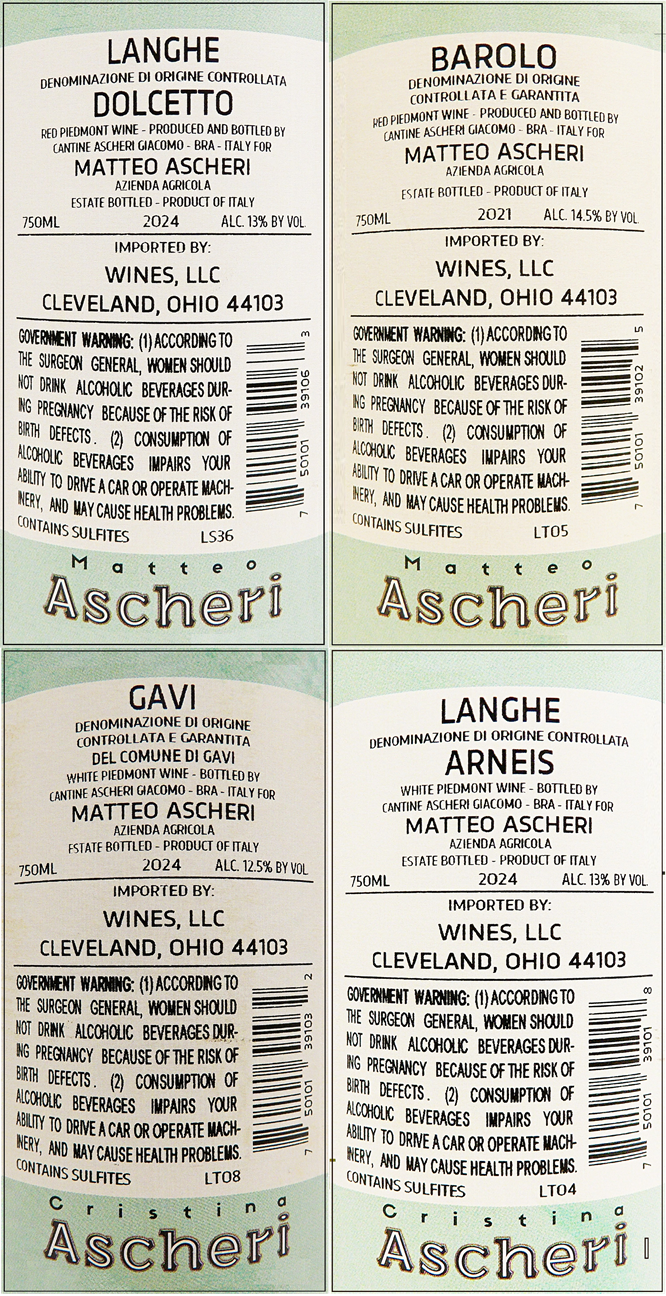 LANGHE
DENOMINAZIONE DI ORIGINE CONTROLLATA
DOLCETTO
RED PIEDMONT WINE - PRODUCED AND BOTTLED BY
CANTINE ASCHERI GIACOMO - BRA - ITALY FOR
MATTEO ASCHERI
AZIENDA AGRICOLA
ESTATE BOTTLED - PRODUCT OF ITALY
750ML 2024 ALC. 13% BY VOL.
IMPORTED BY:
WINES, LLC
CLEVELAND, OHIO 44103
GOVERNMENT WARNING: (1) ACCORDING TO
THE SURGEON GENERAL, WOMEN SHOULD
NOT DRINK ALCOHOLIC BEVERAGES DUR-
ING PREGNANCY BECAUSE OF THE RISK OF
BIRTH DEFECTS. (2) CONSUMPTION OF
ALCOHOLIC BEVERAGES IMPAIRS YOUR
ABILITY TO DRIVE A CAR OR OPERATE MACH-
INERY, AND MAY CAUSE HEALTH PROBLEMS.
CONTAINS SULFITES LS36
7 50101 39106 3
Matteo
Ascheri
BAROLO
DENOMINAZIONE DI ORIGINE
CONTROLLATA E GARANTITA
RED PIEDMONT WINE - PRODUCED AND BOTTLED BY
CANTINE ASCHERI GIACOMO - BRA - ITALY FOR
MATTEO ASCHERI
AZIENDA AGRICOLA
ESTATE BOTTLED - PRODUCT OF ITALY
750ML 2021 ALC. 14.5% BY VOL.
IMPORTED BY:
WINES, LLC
CLEVELAND, OHIO 44103
GOVERNMENT WARNING: (1) ACCORDING TO
THE SURGEON GENERAL, WOMEN SHOULD
NOT DRINK ALCOHOLIC BEVERAGES DUR-
ING PREGNANCY BECAUSE OF THE RISK OF
BIRTH DEFECTS. (2) CONSUMPTION OF
ALCOHOLIC BEVERAGES IMPAIRS YOUR
ABILITY TO DRIVE A CAR OR OPERATE MACH-
INERY, AND MAY CAUSE HEALTH PROBLEMS.
CONTAINS SULFITES LT05
7 50101 39102 5
Matteo
Ascheri
GAVI
DENOMINAZIONE DI ORIGINE
CONTROLLATA E GARANTITA
DEL COMUNE DI GAVI
WHITE PIEDMONT WINE - BOTTLED BY
CANTINE ASCHERI GIACOMO - BRA - ITALY FOR
MATTEO ASCHERI
AZIENDA AGRICOLA
ESTATE BOTTLED - PRODUCT OF ITALY
750ML 2024 ALC. 12.5% BY VOL.
IMPORTED BY:
WINES, LLC
CLEVELAND, OHIO 44103
GOVERNMENT WARNING: (1) ACCORDING TO
THE SURGEON GENERAL, WOMEN SHOULD
NOT DRINK ALCOHOLIC BEVERAGES DUR-
ING PREGNANCY BECAUSE OF THE RISK OF
BIRTH DEFECTS. (2) CONSUMPTION OF
ALCOHOLIC BEVERAGES IMPAIRS YOUR
ABILITY TO DRIVE A CAR OR OPERATE MACH-
INERY, AND MAY CAUSE HEALTH PROBLEMS.
CONTAINS SULFITES LT08
7 50101 39103 2
Cristina
Ascheri
LANGHE
DENOMINAZIONE DI ORIGINE CONTROLLATA
ARNEIS
WHITE PIEDMONT WINE - BOTTLED BY
CANTINE ASCHERI GIACOMO - BRA - ITALY FOR
MATTEO ASCHERI
AZIENDA AGRICOLA
ESTATE BOTTLED - PRODUCT OF ITALY
750ML 2024 ALC. 13% BY VOL.
IMPORTED BY:
WINES, LLC
CLEVELAND, OHIO 44103
GOVERNMENT WARNING: (1) ACCORDING TO
THE SURGEON GENERAL, WOMEN SHOULD
NOT DRINK ALCOHOLIC BEVERAGES DUR-
ING PREGNANCY BECAUSE OF THE RISK OF
BIRTH DEFECTS. (2) CONSUMPTION OF
ALCOHOLIC BEVERAGES IMPAIRS YOUR
ABILITY TO DRIVE A CAR OR OPERATE MACH-
INERY, AND MAY CAUSE HEALTH PROBLEMS.
CONTAINS SULFITES LT04
7 50101 39101 8
Cristina
Ascheri